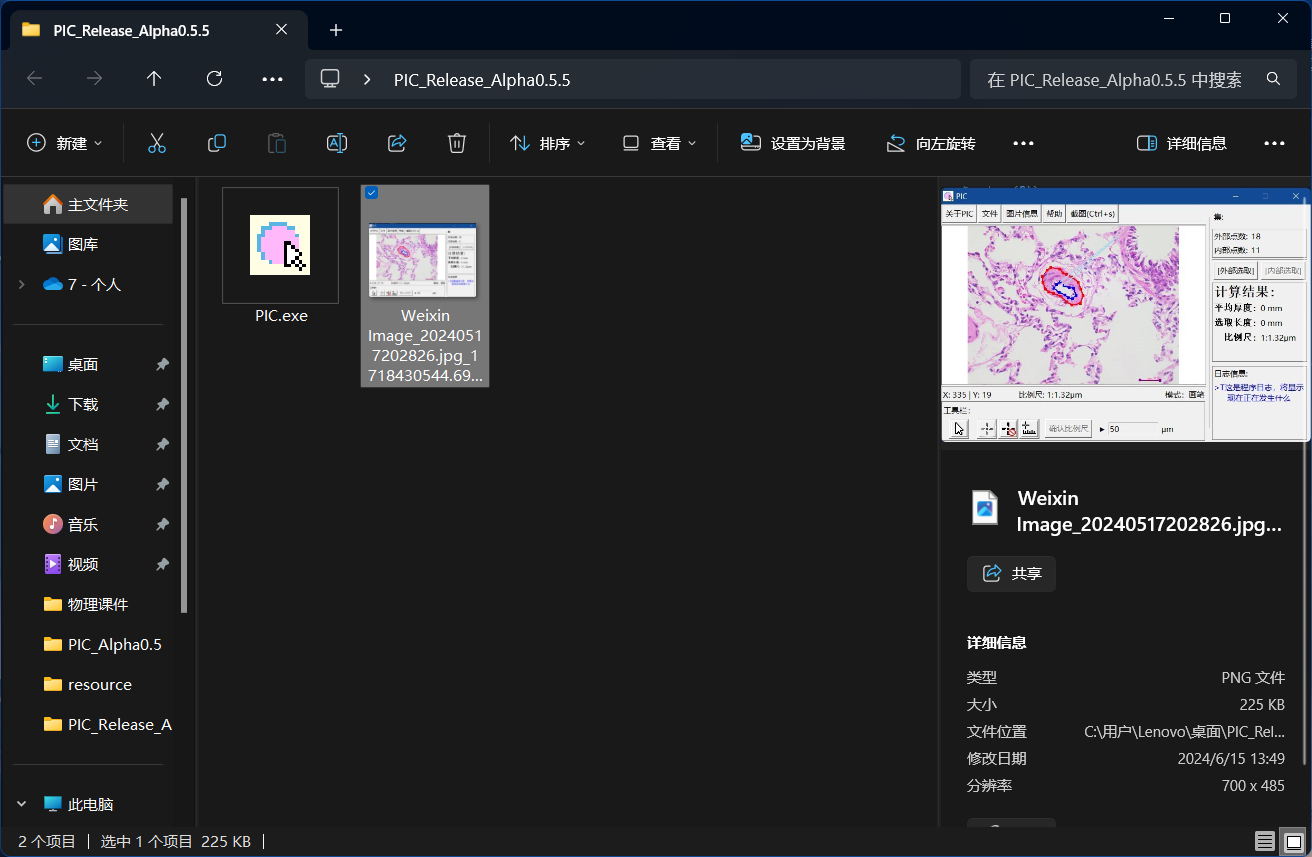 PIC_Release_Alpha0.5.5
PIC_Release_Alpha0.5.5
在 PIC_Release_Alpha0.5.5 中搜索
新建
排序
查看
设置为背景
向左旋转
详细信息
主文件夹
图库
7 - 个人
桌面
下载
文档
图片
音乐
视频
物理课件
PIC_Alpha0.5
resource
PIC_Release_A
此电脑
PIC.exe
Weixin
Image_2024051
7202826.jpg_1
718430544.69...
PIC
关于PIC 文件 图片信息 帮助 截图(Ctrl+s)
集:
外部点数: 18
内部点数: 11
[外部选取] [内部选取]
计算结果:
平均厚度: 0 mm
选取长度: 0 mm
比例尺: 1:1.32μm
日志信息:
>T这是程序日志，将显示
现在正在发生什么
X: 335 | Y: 19 比例尺: 1:1.32μm 模式: 画笔
工具栏:
确认比例尺 ▸ 50 μm
Weixin
Image_20240517202826.jpg...
共享
详细信息
类型 PNG 文件
大小 225 KB
文件位置 C:\用户\Lenovo\桌面\PIC_Rel...
修改日期 2024/6/15 13:49
分辨率 700 x 485
2 个项目 选中 1 个项目 225 KB